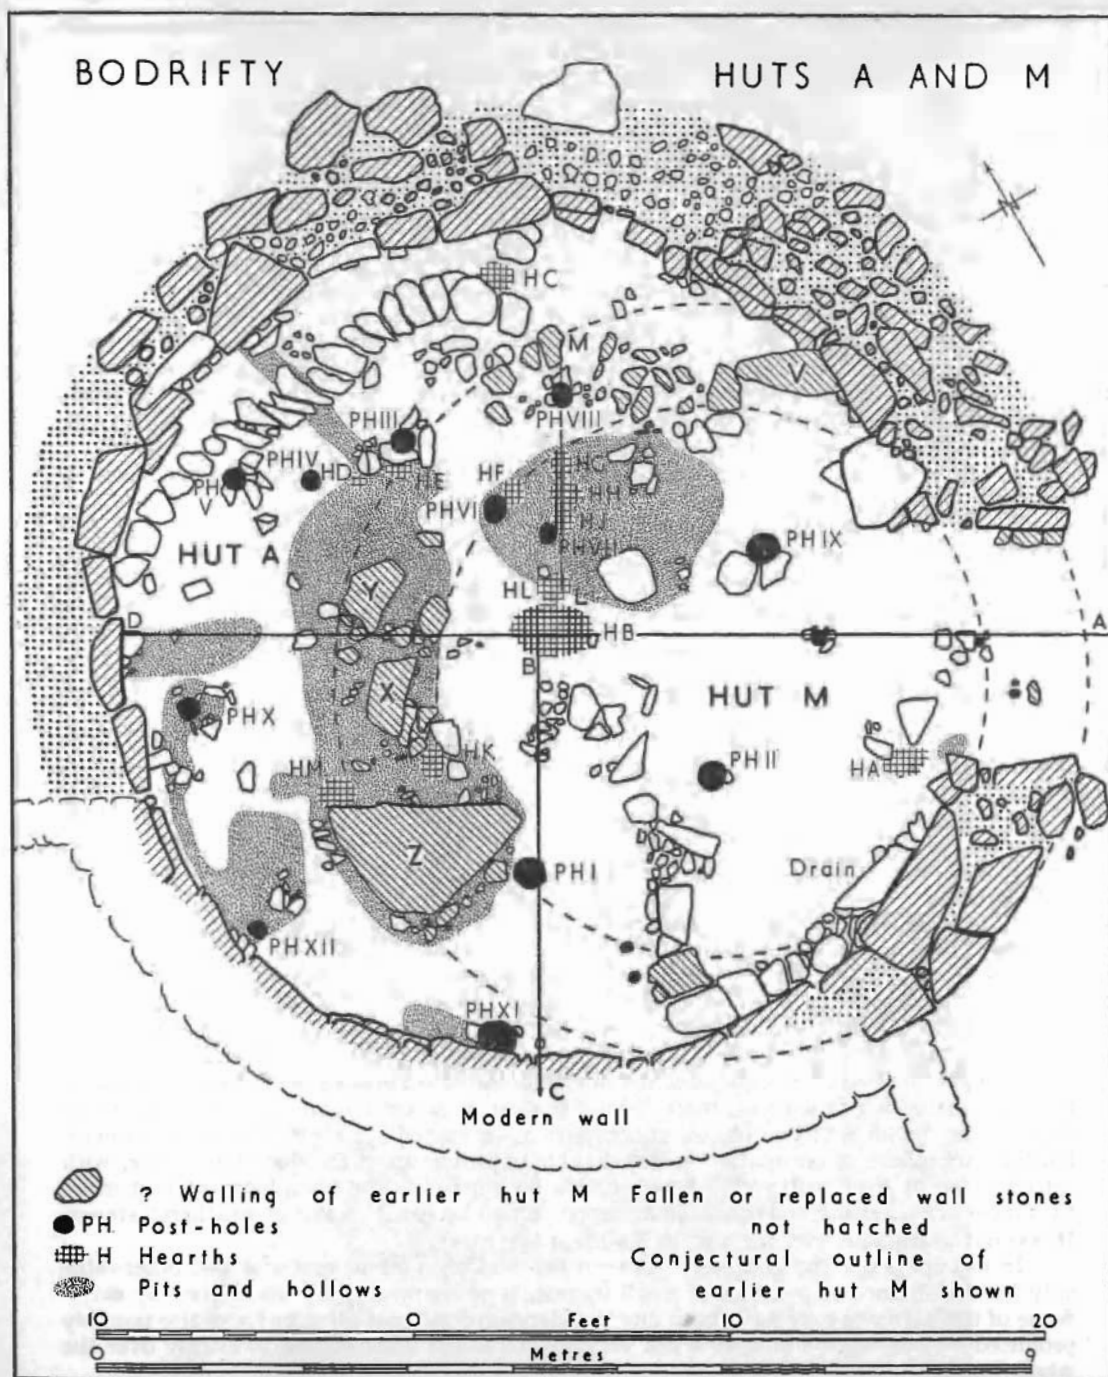 BODRIFTY HUTS A AND M
N
HC
M
V
PHVIII
PHIII
PHIV
HD
HE
HF
HG
PH
V
HH
PHVI
HJ
PHVII
PHIX
HUT A
Y
HL
L
D
HB
A
B
X
HUT M
PHX
HK
PHII
HM
HA
Z
PHI
Drain
PHXII
PHXI
C
Modern wall
? Walling of earlier hut M Fallen or replaced wall stones
PH. Post-holes not hatched
H Hearths Conjectural outline of
Pits and hollows earlier hut M shown
10 0 Feet 10 20
0 Metres 9